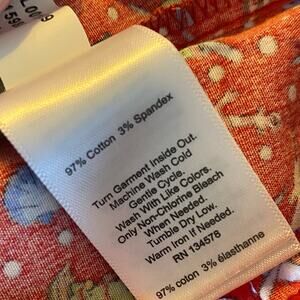 L0019
97% Cotton 3% Spandex
Turn Garment Inside Out.
Machine Wash Cold
Gentle Cycle.
Wash With Like Colors.
Only Non-Chlorine Bleach
When Needed.
Tumble Dry Low.
Warm Iron If Needed.
RN 134578
97% coton 3% élasthanne